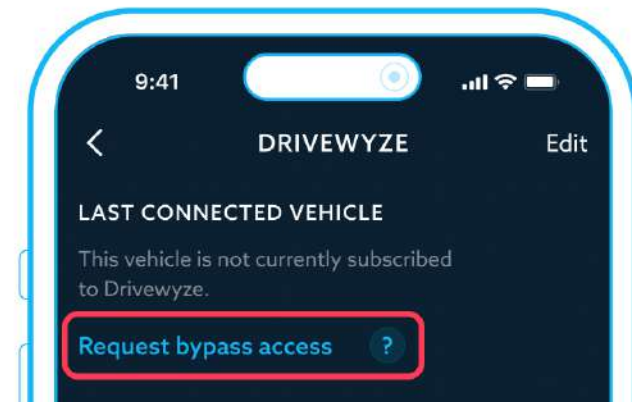 9:41
DRIVEWYZE
Edit
LAST CONNECTED VEHICLE
This vehicle is not currently subscribed
to Drivewyze.
Request bypass access ?